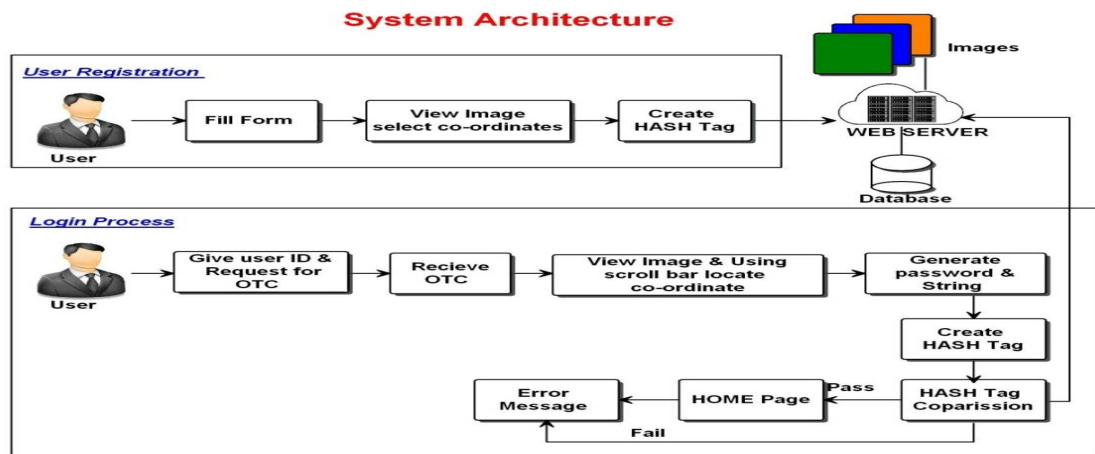 System Architecture
Images
User Registration
Fill Form
View Image
select co-ordinates
Create
HASH Tag
WEB SERVER
User
Database
Login Process
Give user ID &
Request for
OTC
Recieve
OTC
View Image & Using
scroll bar locate
co-ordinate
Generate
password &
String
User
Create
HASH Tag
Error
Message
HOME Page
Pass
HASH Tag
Coparission
Fail